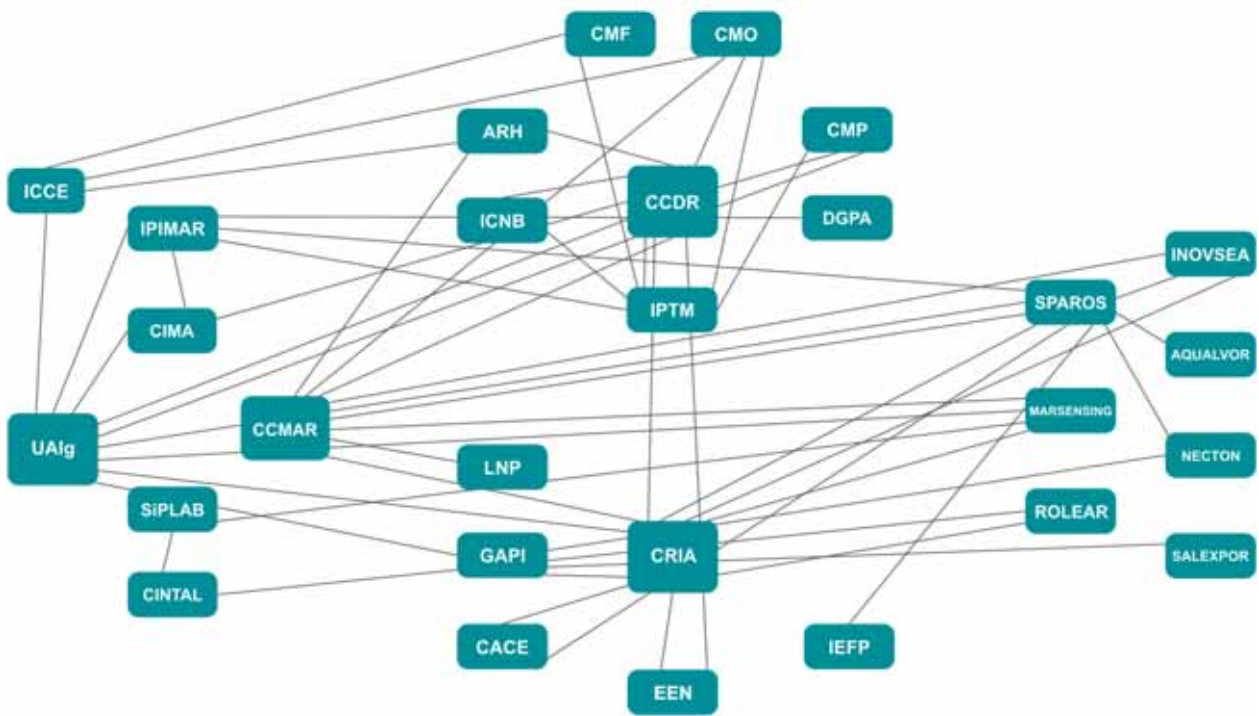 CMF
CMO
ARH
CMP
ICCE
CCDR
IPIMAR
ICNB
DGPA
INOVSEA
SPAROS
IPTM
CIMA
AQUALVOR
MARSENSING
CCMAR
UAlg
LNP
NECTON
SiPLAB
ROLEAR
GAPI
CRIA
SALEXPOR
CINTAL
CACE
IEFP
EEN